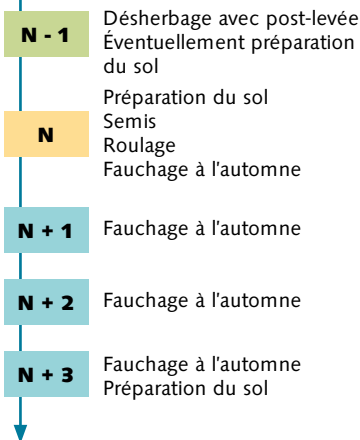 N - 1
Désherbage avec post-levée
Éventuellement préparation
du sol
N
Préparation du sol
Semis
Roulage
Fauchage à l'automne
N + 1
Fauchage à l'automne
N + 2
Fauchage à l'automne
N + 3
Fauchage à l'automne
Préparation du sol